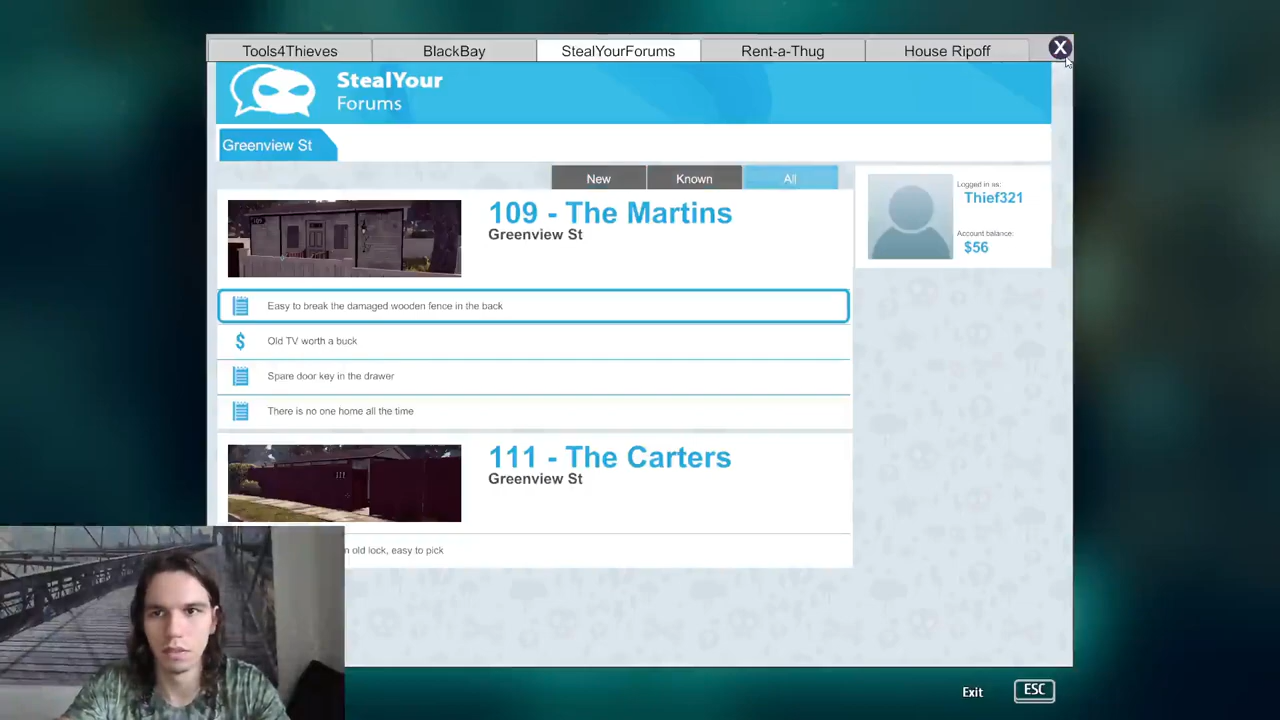 Tools4Thieves BlackBay StealYourForums Rent-a-Thug House Ripoff X
StealYour
Forums
Greenview St
New Known All
Logged in as:
Thief321
Account balance:
$56
109 - The Martins
Greenview St
Easy to break the damaged wooden fence in the back
$ Old TV worth a buck
Spare door key in the drawer
There is no one home all the time
111 - The Carters
Greenview St
111
old lock, easy to pick
Exit ESC